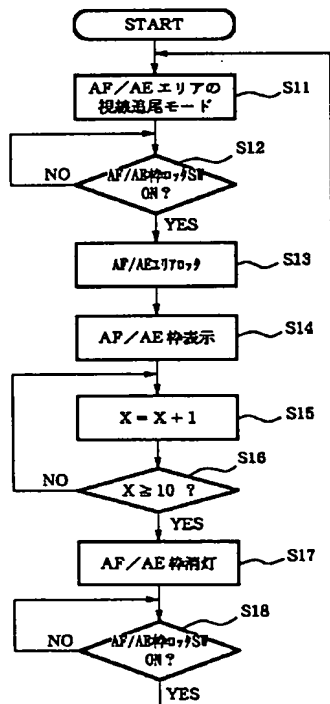 START
AF/AEエリアの
視線追尾モード
S11
AF/AE枠ロックSW
ON?
S12
NO
YES
AF/AEエリアロック
S13
AF/AE枠表示
S14
X=X+1
S15
X≧10 ?
S16
NO
YES
AF/AE枠消灯
S17
AF/AE枠ロックSW
ON?
S18
NO
YES